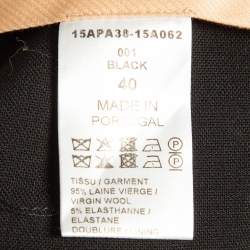 15APA38-15A062
001
BLACK
40
MADE IN
PORTUGAL
TISSU / GARMENT
95% LAINE VIERGE /
VIRGIN WOOL
5% ELASTHANNE /
ELASTANE
DOUBLURE / LINING